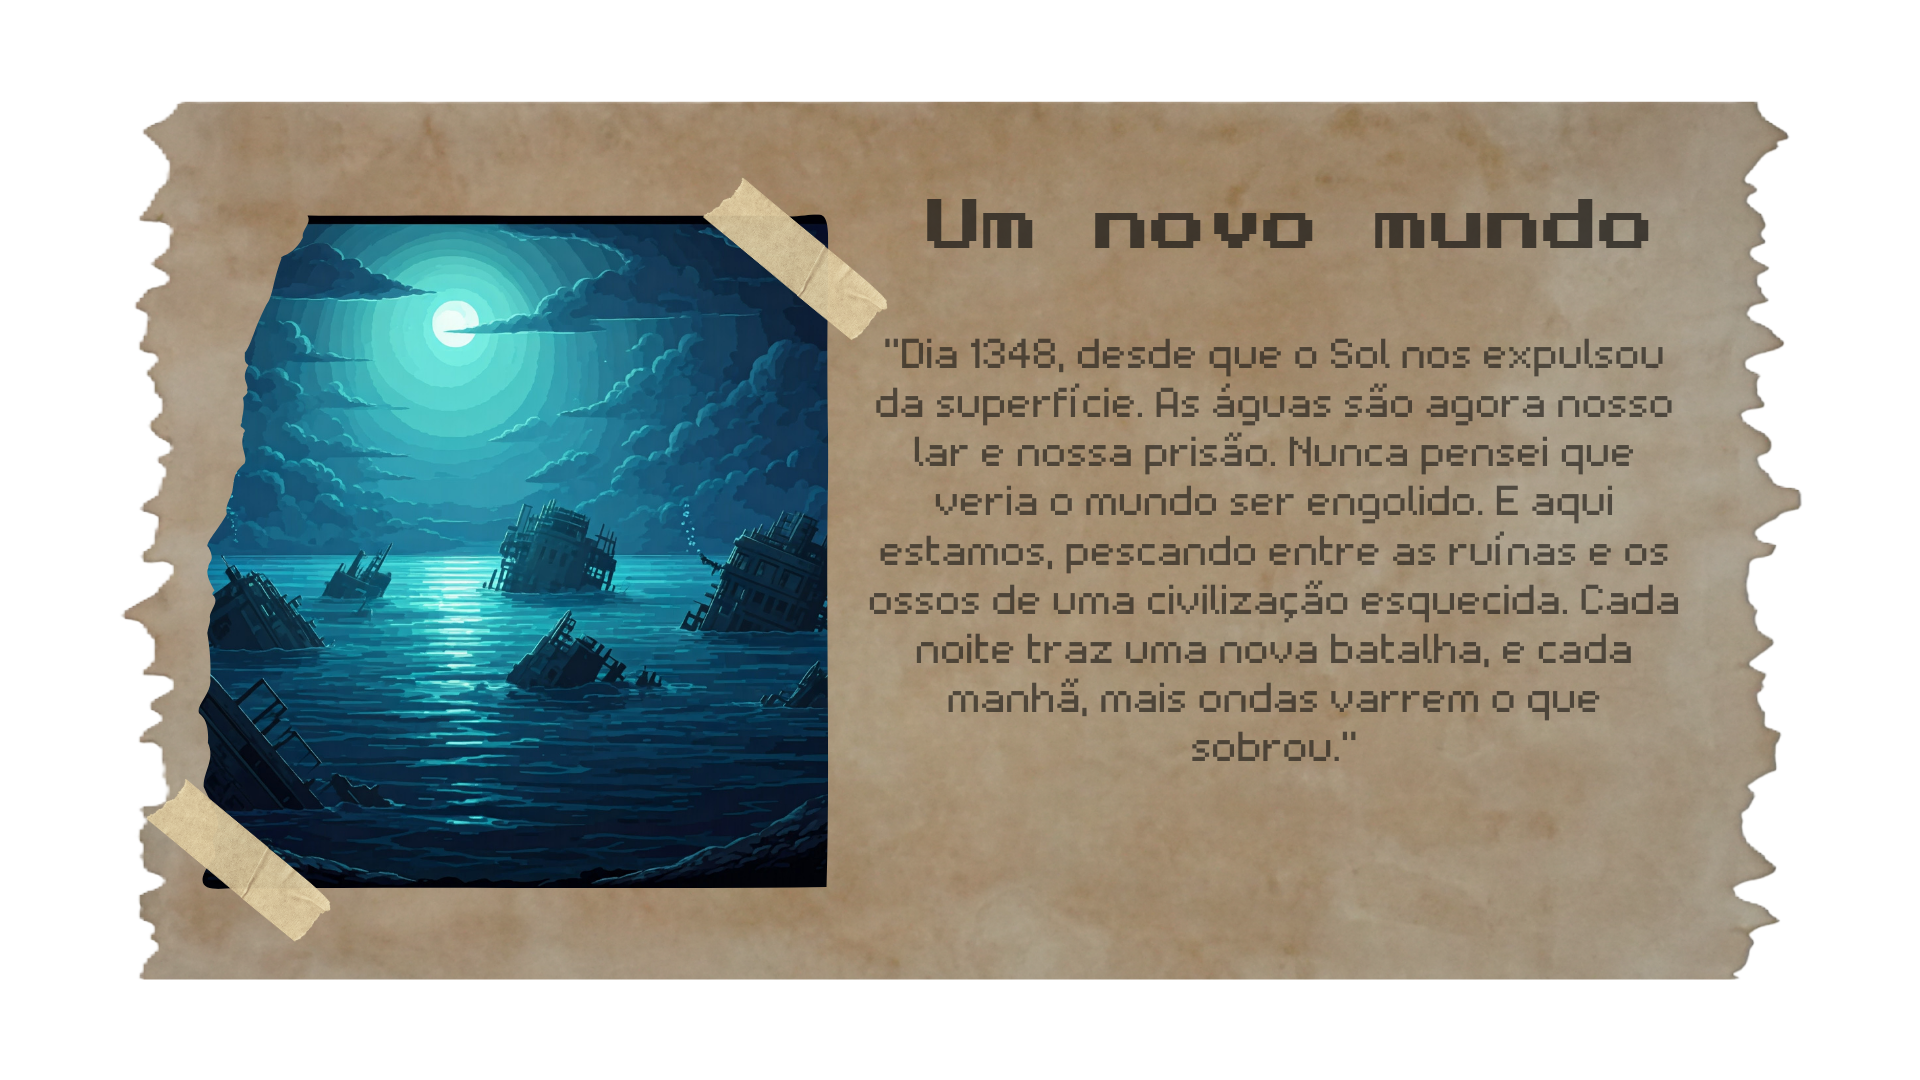 Um novo mundo
"Dia 1348, desde que o Sol nos expulsou
da superfície. As águas são agora nosso
lar e nossa prisão. Nunca pensei que
veria o mundo ser engolido. E aqui
estamos, pescando entre as ruínas e os
ossos de uma civilização esquecida. Cada
noite traz uma nova batalha, e cada
manhã, mais ondas varrem o que
sobrou."